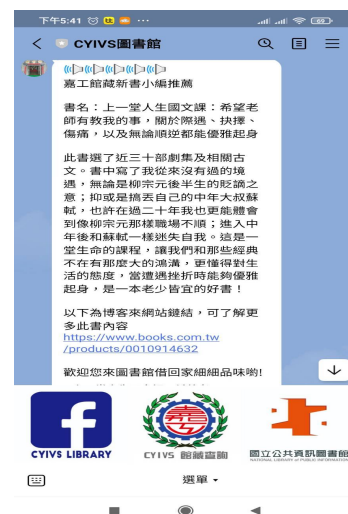 下午5:41
CYIVS圖書館
嘉工館藏新書小編推薦
書名：上一堂人生國文課：希望老
師有教我的事，關於際遇、抉擇、
傷痛，以及無論順逆都能優雅起身
此書選了近三十部劇集及相關古
文。書中寫了我從來沒有過的境
遇，無論是柳宗元後半生的貶謫之
意；抑或是搞丟自己的中年大叔蘇
軾，也許在過二十年我也更能體會
到像柳宗元那樣職場不順；進入中
年後和蘇軾一樣迷失自我。這是一
堂生命的課程，讓我們和那些經典
不在有那麼大的鴻溝，更懂得對生
活的態度，當遭遇挫折時能夠優雅
起身，是一本老少皆宜的好書！
以下為博客來網站鏈結，可了解更
多此書內容
https://www.books.com.tw
/products/0010914632
歡迎您來圖書館借回家細細品味喲!
CYIVS LIBRARY
嘉工
CYIVS 館藏查詢
國立公共資訊圖書館
NATIONAL LIBRARY OF PUBLIC INFORMATION
選單